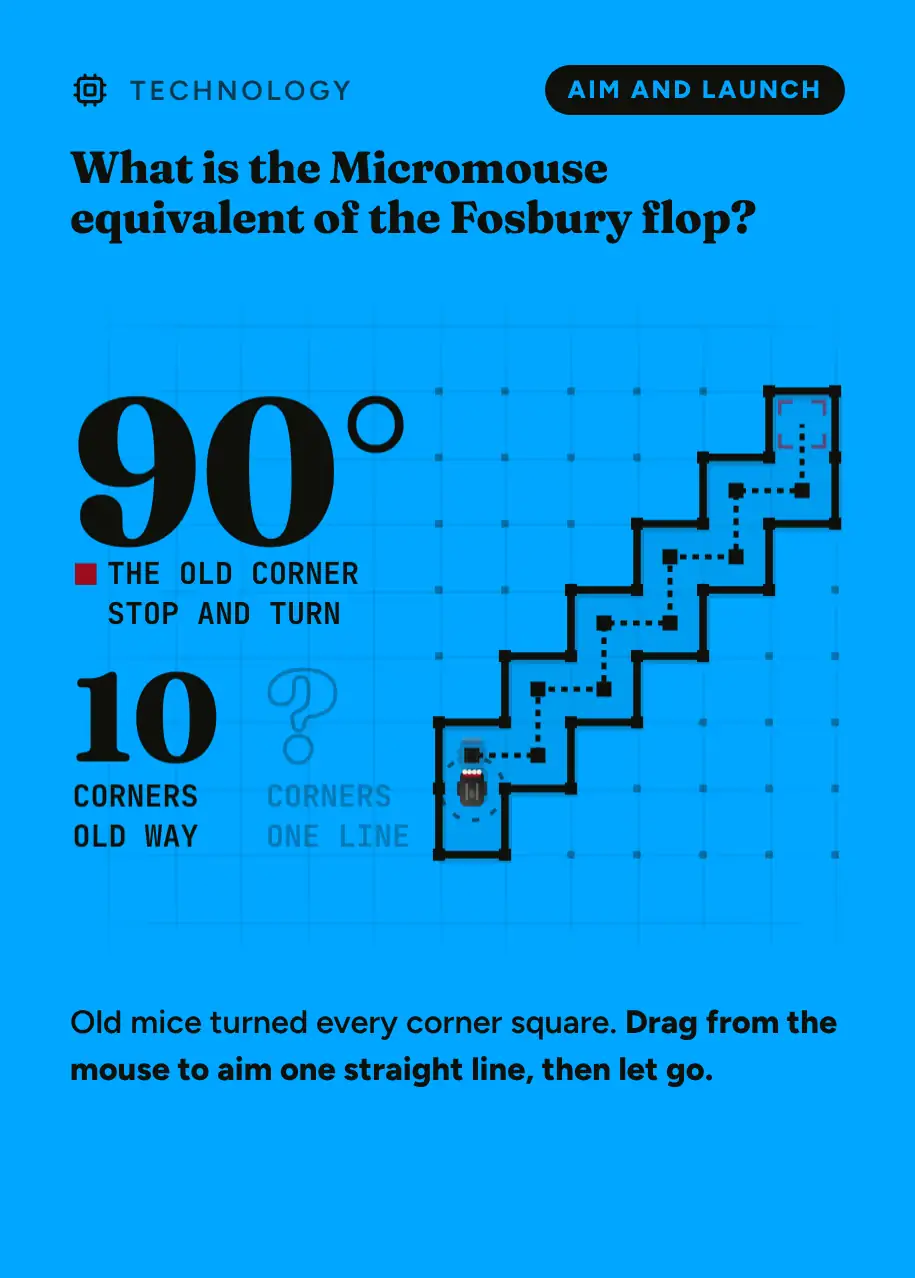 TECHNOLOGY
AIM AND LAUNCH
What is the Micromouse
equivalent of the Fosbury flop?
90°
THE OLD CORNER
STOP AND TURN
10
CORNERS
OLD WAY
?
CORNERS
ONE LINE
Old mice turned every corner square. Drag from the
mouse to aim one straight line, then let go.